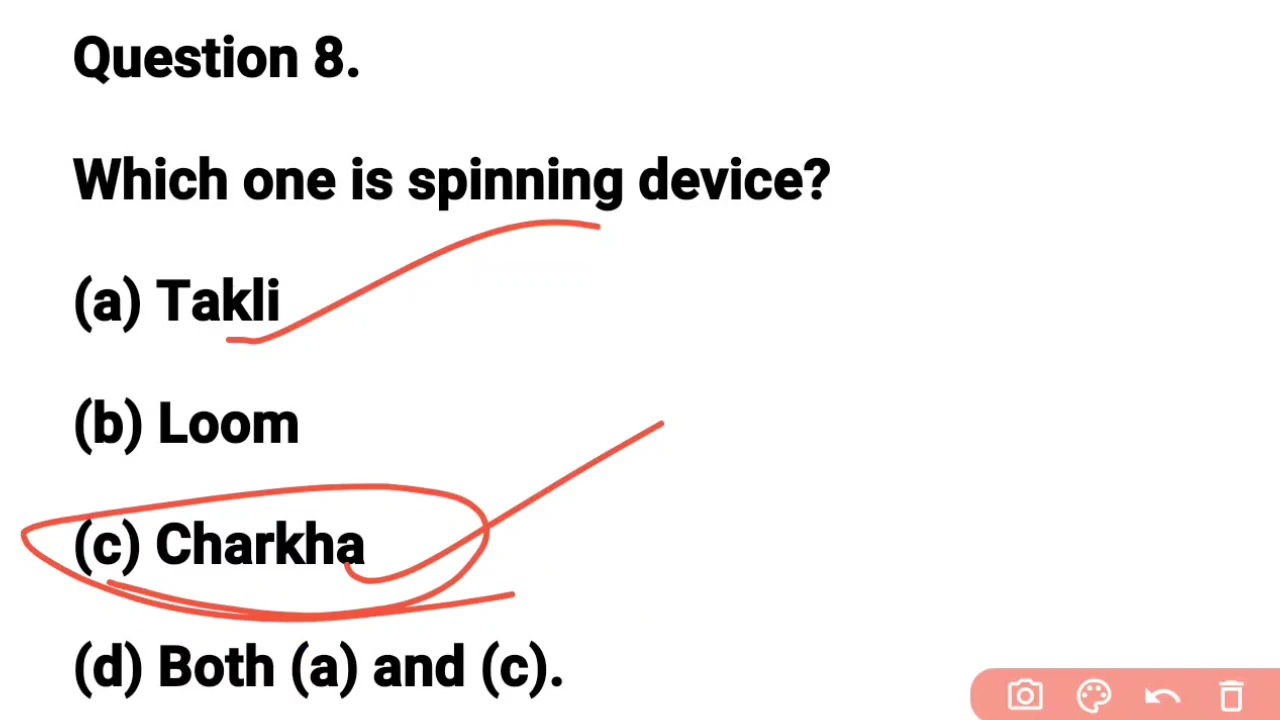 Question 8.
Which one is spinning device?
(a) Takli
(b) Loom
(c) Charkha
(d) Both (a) and (c).